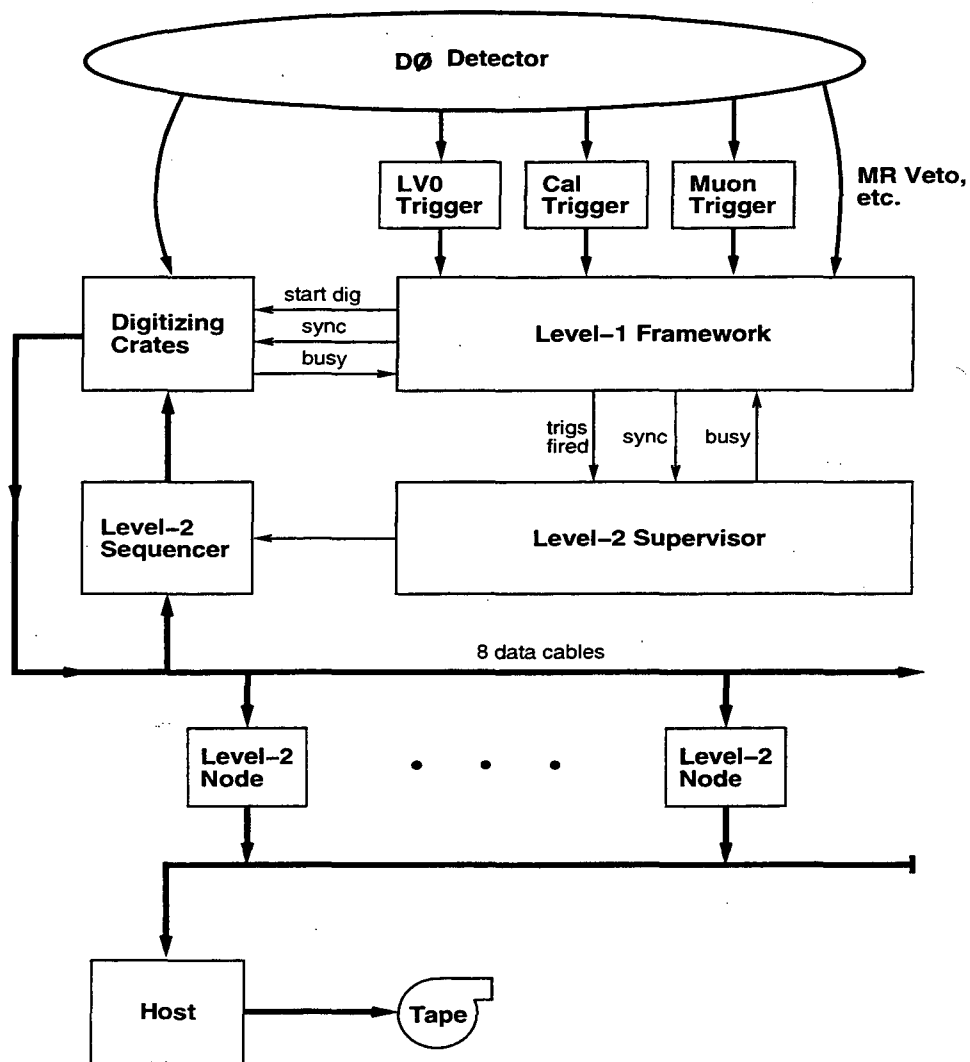 DØ Detector
LV0
Trigger
Cal
Trigger
Muon
Trigger
MR Veto,
etc.
Digitizing
Crates
start dig
sync
busy
Level–1 Framework
trigs
fired
sync
busy
Level–2
Sequencer
Level–2 Supervisor
8 data cables
Level–2
Node
Level–2
Node
Host
Tape